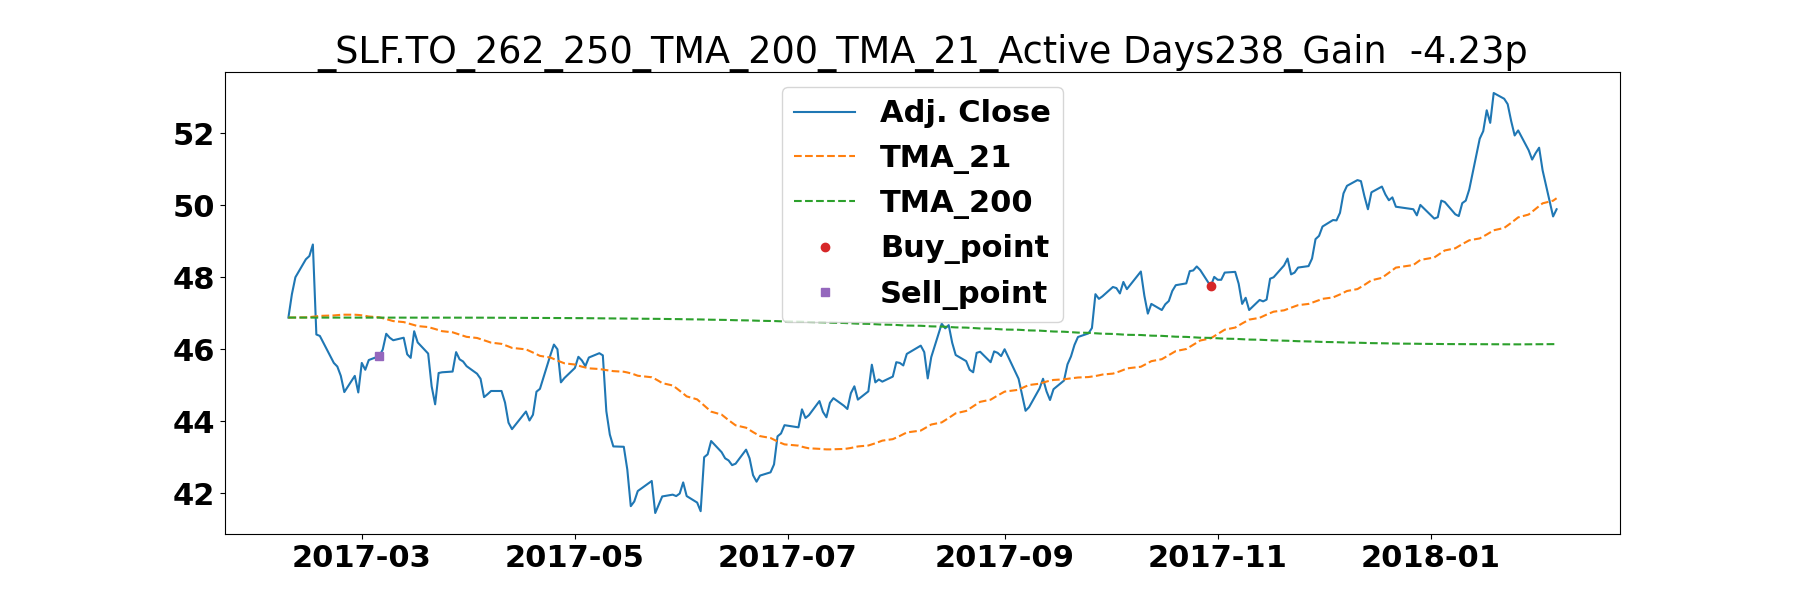 _SLF.TO_262_250_TMA_200_TMA_21_Active Days238_Gain  -4.23p
Adj. Close
TMA_21
TMA_200
Buy_point
Sell_point
52
50
48
46
44
42
2017-03 2017-05 2017-07 2017-09 2017-11 2018-01